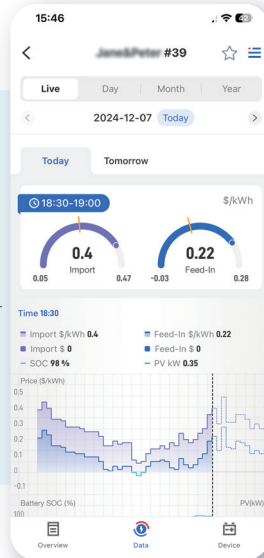 15:46
42
#39
Live Day Month Year
2024-12-07 Today
Today Tomorrow
18:30-19:00 $/kWh
0.4 0.22
Import Feed-In
0.05 0.47 -0.03 0.28
Time 18:30
Import $/kWh 0.4 Feed-In $/kWh 0.22
Import $ 0 Feed-In $ 0
SOC 98 % PV kW 0.35
Price ($/kWh)
0.5
0.4
0.3
0.2
0.1
0
-0.1
Battery SOC (%) PV(kW)
100
Overview Data Device